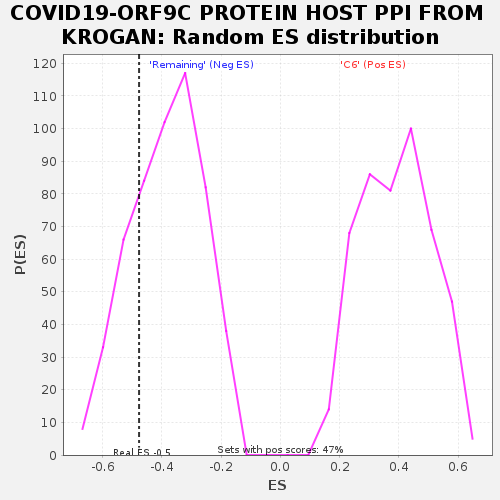 COVID19-ORF9C PROTEIN HOST PPI FROM
KROGAN: Random ES distribution
'Remaining' (Neg ES)
'C6' (Pos ES)
120
110
100
90
80
70
60
50
40
30
20
10
0
P(ES)
Real ES -0.5
Sets with pos scores: 47%
-0.6
-0.4
-0.2
0.0
0.2
0.4
0.6
ES